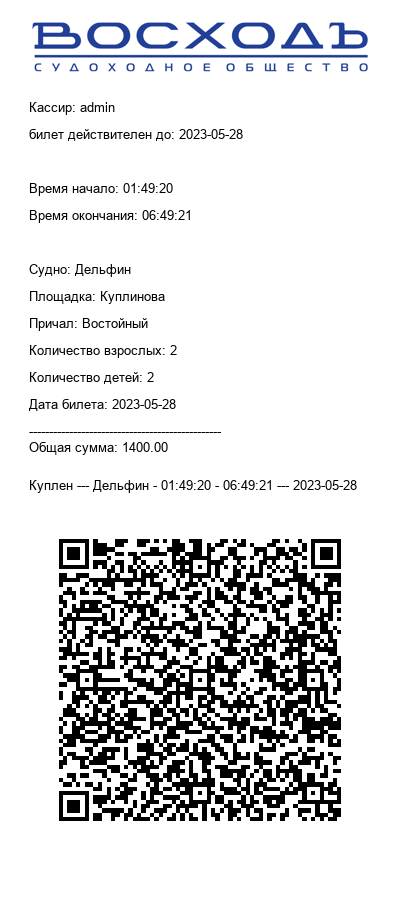 ВОСХОДЪ
СУДОХОДНОЕ ОБЩЕСТВО
Кассир: admin
билет действителен до: 2023-05-28
Время начало: 01:49:20
Время окончания: 06:49:21
Судно: Дельфин
Площадка: Куплинова
Причал: Востойный
Количество взрослых: 2
Количество детей: 2
Дата билета: 2023-05-28
------------------------------------------------
Общая сумма: 1400.00
Куплен --- Дельфин - 01:49:20 - 06:49:21 --- 2023-05-28